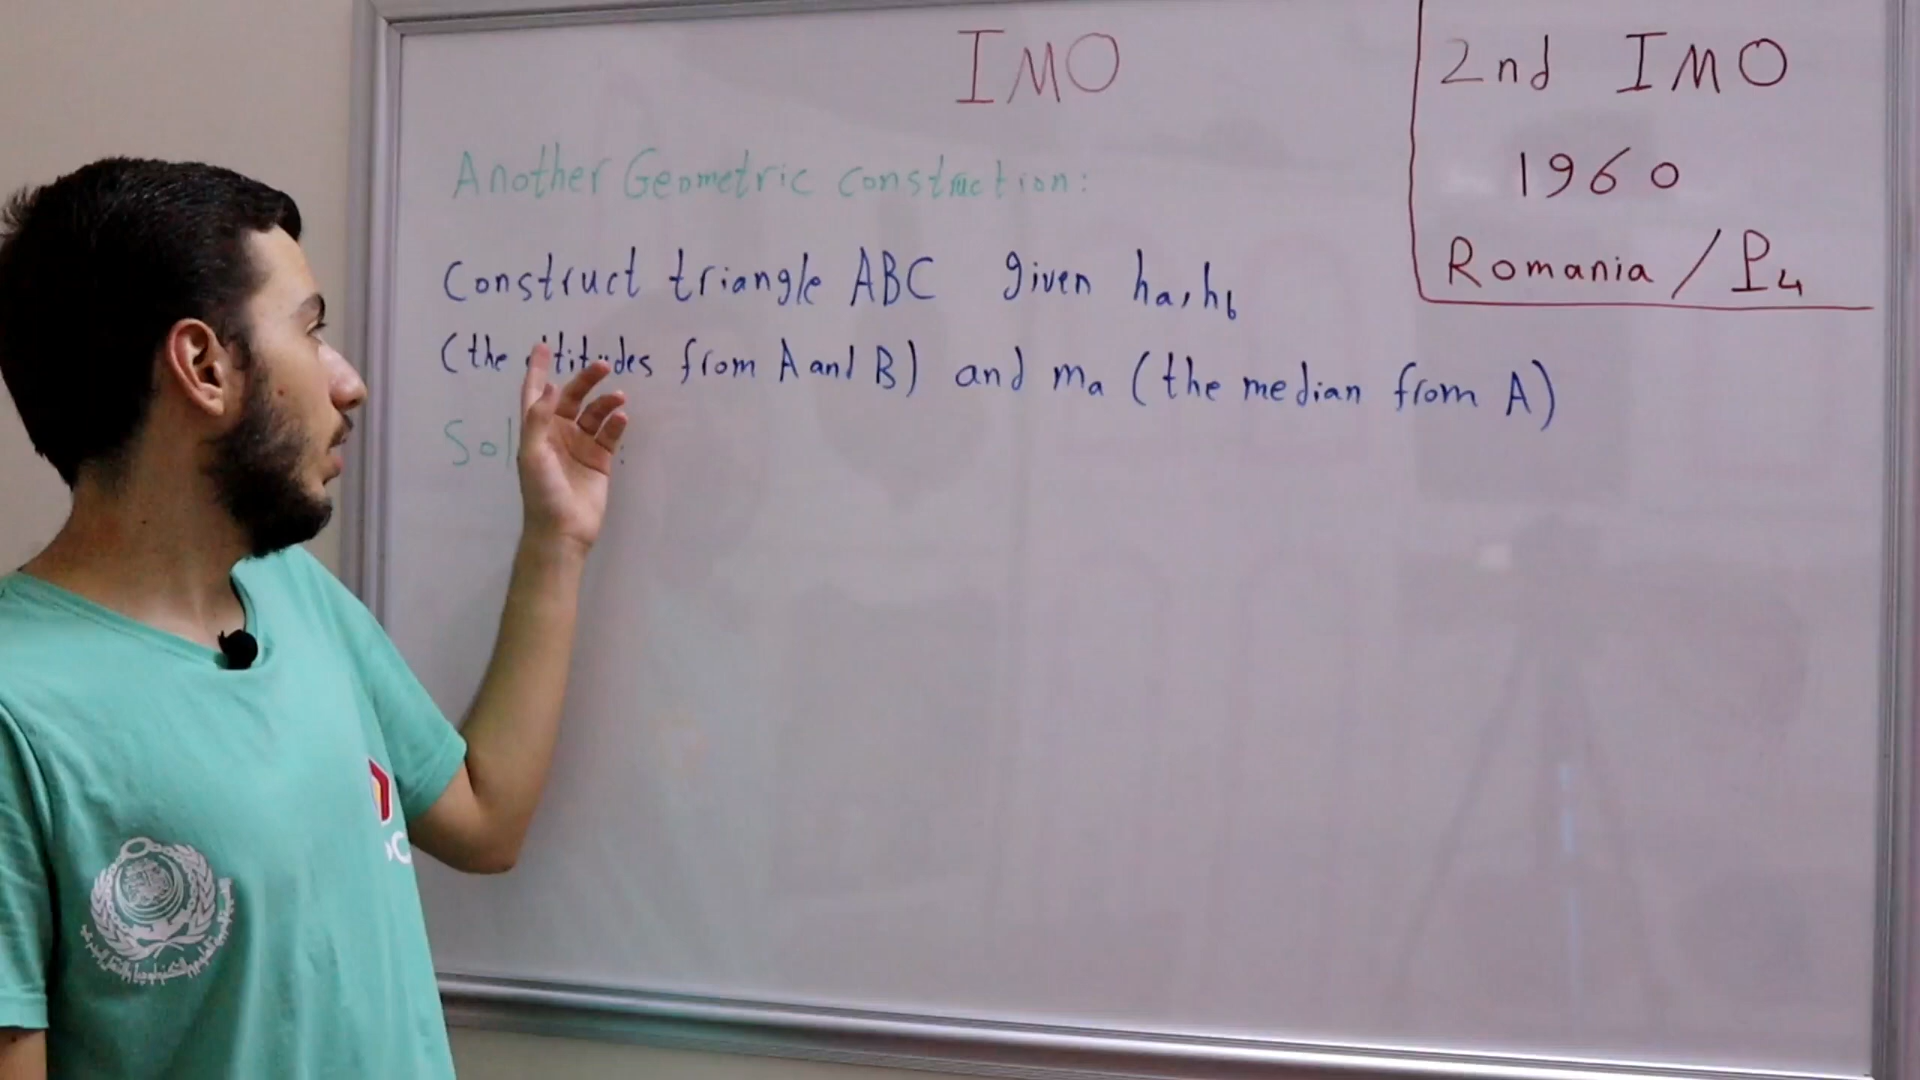 IMO
2nd IMO
1960
Romania / P4
Another Geometric construction:
Construct triangle ABC given ha, hb
(the altitudes from A and B) and ma (the median from A)